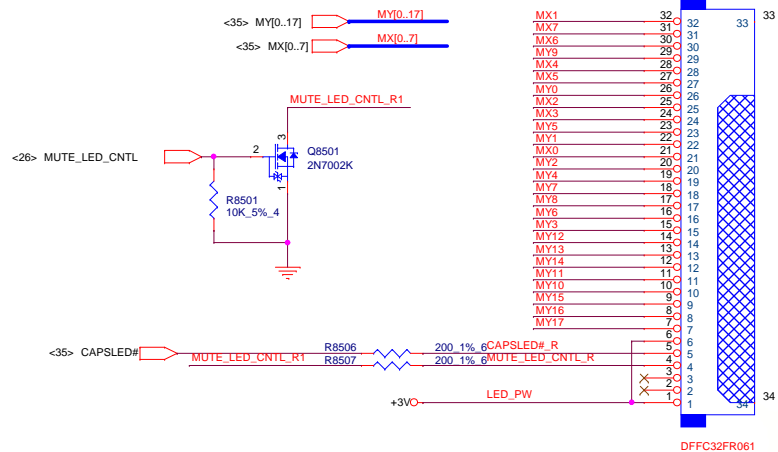 <35> MY[0..17] MY[0..17]
<35> MX[0..7] MX[0..7]
MUTE_LED_CNTL_R1
<26> MUTE_LED_CNTL
2
3
1
Q8501
2N7002K
R8501
10K_5%_4
<35> CAPSLED# R8506 200_1%_6 CAPSLED#_R
MUTE_LED_CNTL_R1 R8507 200_1%_6 MUTE_LED_CNTL_R
+3V LED_PW
MX1 32 32
MX7 31 31
MX6 30 30
MY9 29 29
MX4 28 28
MX5 27 27
MY0 26 26
MX2 25 25
MX3 24 24
MY5 23 23
MY1 22 22
MX0 21 21
MY2 20 20
MY4 19 19
MY7 18 18
MY8 17 17
MY6 16 16
MY3 15 15
MY12 14 14
MY13 13 13
MY14 12 12
MY11 11 11
MY10 10 10
MY15 9 9
MY16 8 8
MY17 7 7
6 6
5 5
4 4
3 3
2 2
1 1
33 33
34 34
DFFC32FR061